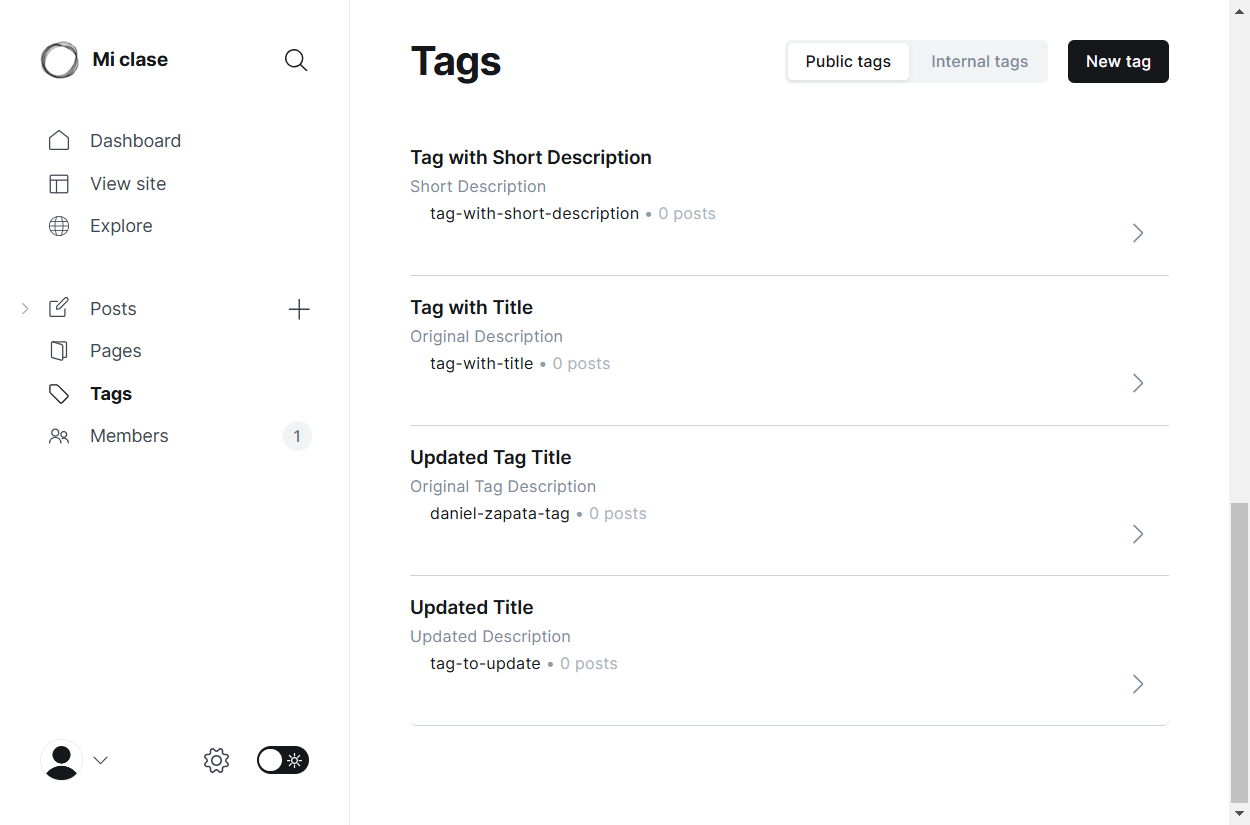 Mi clase
Dashboard
View site
Explore
Posts
Pages
Tags
Members
1
Tags
Public tags
Internal tags
New tag
Tag with Short Description
Short Description
tag-with-short-description • 0 posts
Tag with Title
Original Description
tag-with-title • 0 posts
Updated Tag Title
Original Tag Description
daniel-zapata-tag • 0 posts
Updated Title
Updated Description
tag-to-update • 0 posts